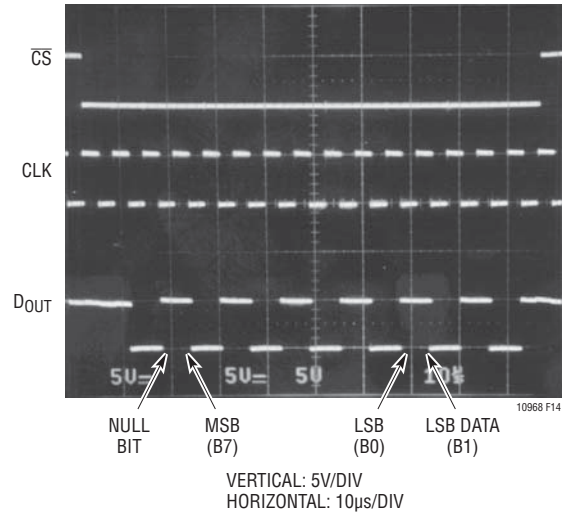 CS
CLK
DOUT
5V 5V 5V 10µs
10968 F14
NULL BIT
MSB (B7)
LSB (B0)
LSB DATA (B1)
VERTICAL: 5V/DIV
HORIZONTAL: 10µs/DIV